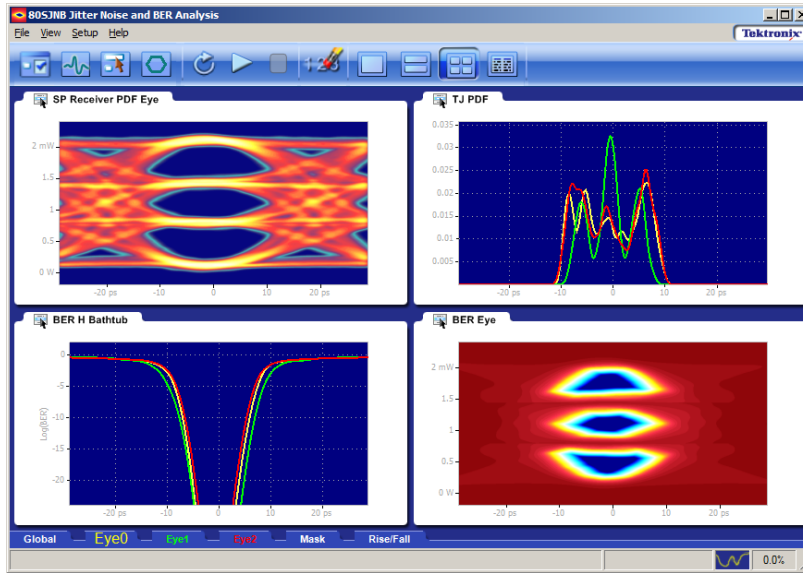 80SJNB Jitter Noise and BER Analysis
File View Setup Help
Tektronix
SP Receiver PDF Eye
2 mW
1.5
1
0.5
0 W
-20 ps -10 0 10 20 ps
TJ PDF
0.035
0.03
0.025
0.02
0.015
0.01
0.005
-20 ps -10 0 10 20 ps
BER H Bathtub
0
-5
-10
-15
-20
Log(BER)
-20 ps -10 0 10 20 ps
BER Eye
2 mW
1.5
1
0.5
0 W
-20 ps -10 0 10 20 ps
Global Eye0 Eye1 Eye2 Mask Rise/Fall
0.0%